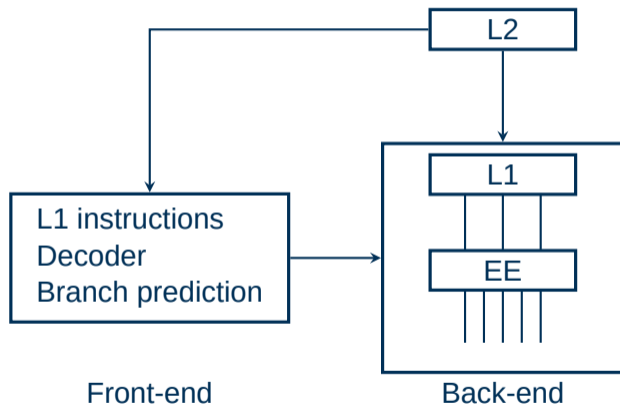 L2
L1
L1 instructions
Decoder
Branch prediction
EE
Front-end
Back-end